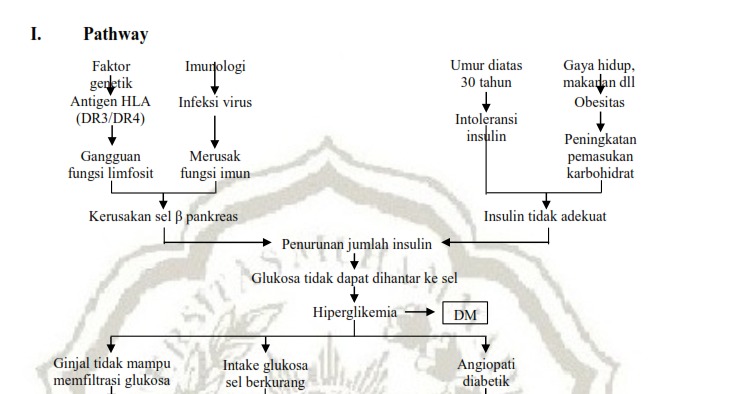 I. Pathway
Faktor
genetik
Imunologi
Umur diatas
30 tahun
Gaya hidup,
makanan dll
Antigen HLA
(DR3/DR4)
Infeksi virus
Intoleransi
insulin
Obesitas
Gangguan
fungsi limfosit
Merusak
fungsi imun
Peningkatan
pemasukan
karbohidrat
Kerusakan sel β pankreas
Insulin tidak adekuat
Penurunan jumlah insulin
Glukosa tidak dapat dihantar ke sel
Hiperglikemia
DM
Ginjal tidak mampu
memfiltrasi glukosa
Intake glukosa
sel berkurang
Angiopati
diabetik